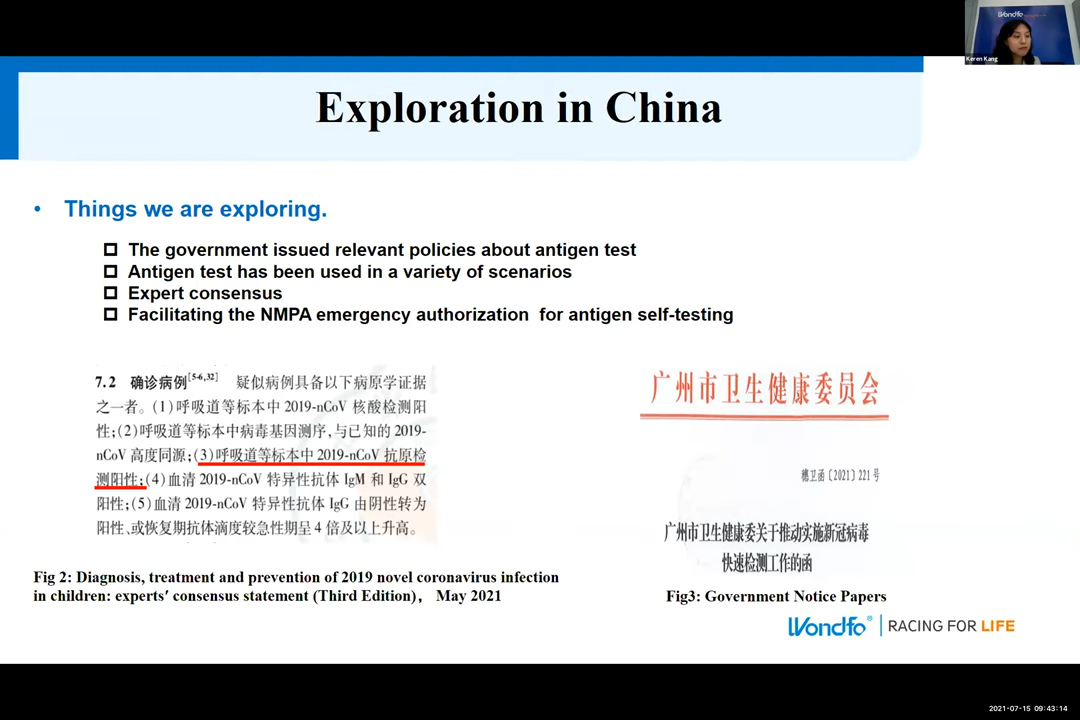 Wondfo
Keren Kang
Exploration in China
• Things we are exploring.
The government issued relevant policies about antigen test
Antigen test has been used in a variety of scenarios
Expert consensus
Facilitating the NMPA emergency authorization for antigen self-testing
7.2 确诊病例[5-6,32] 疑似病例具备以下病原学证据
之一者。(1)呼吸道等标本中 2019-nCoV 核酸检测阳
性;(2)呼吸道等标本中病毒基因测序,与已知的 2019-
nCoV 高度同源;(3)呼吸道等标本中 2019-nCoV 抗原检
测阳性;(4)血清 2019-nCoV 特异性抗体 IgM 和 IgG 双
阳性;(5)血清 2019-nCoV 特异性抗体 IgG 由阴性转为
阳性、或恢复期抗体滴度较急性期呈 4 倍及以上升高。
Fig 2: Diagnosis, treatment and prevention of 2019 novel coronavirus infection
in children: experts′ consensus statement (Third Edition), May 2021
广州市卫生健康委员会
穗卫函〔2021〕221号
广州市卫生健康委关于推动实施新冠病毒
快速检测工作的函
Fig3: Government Notice Papers
Wondfo® | RACING FOR LIFE
2021-07-15 09:43:14